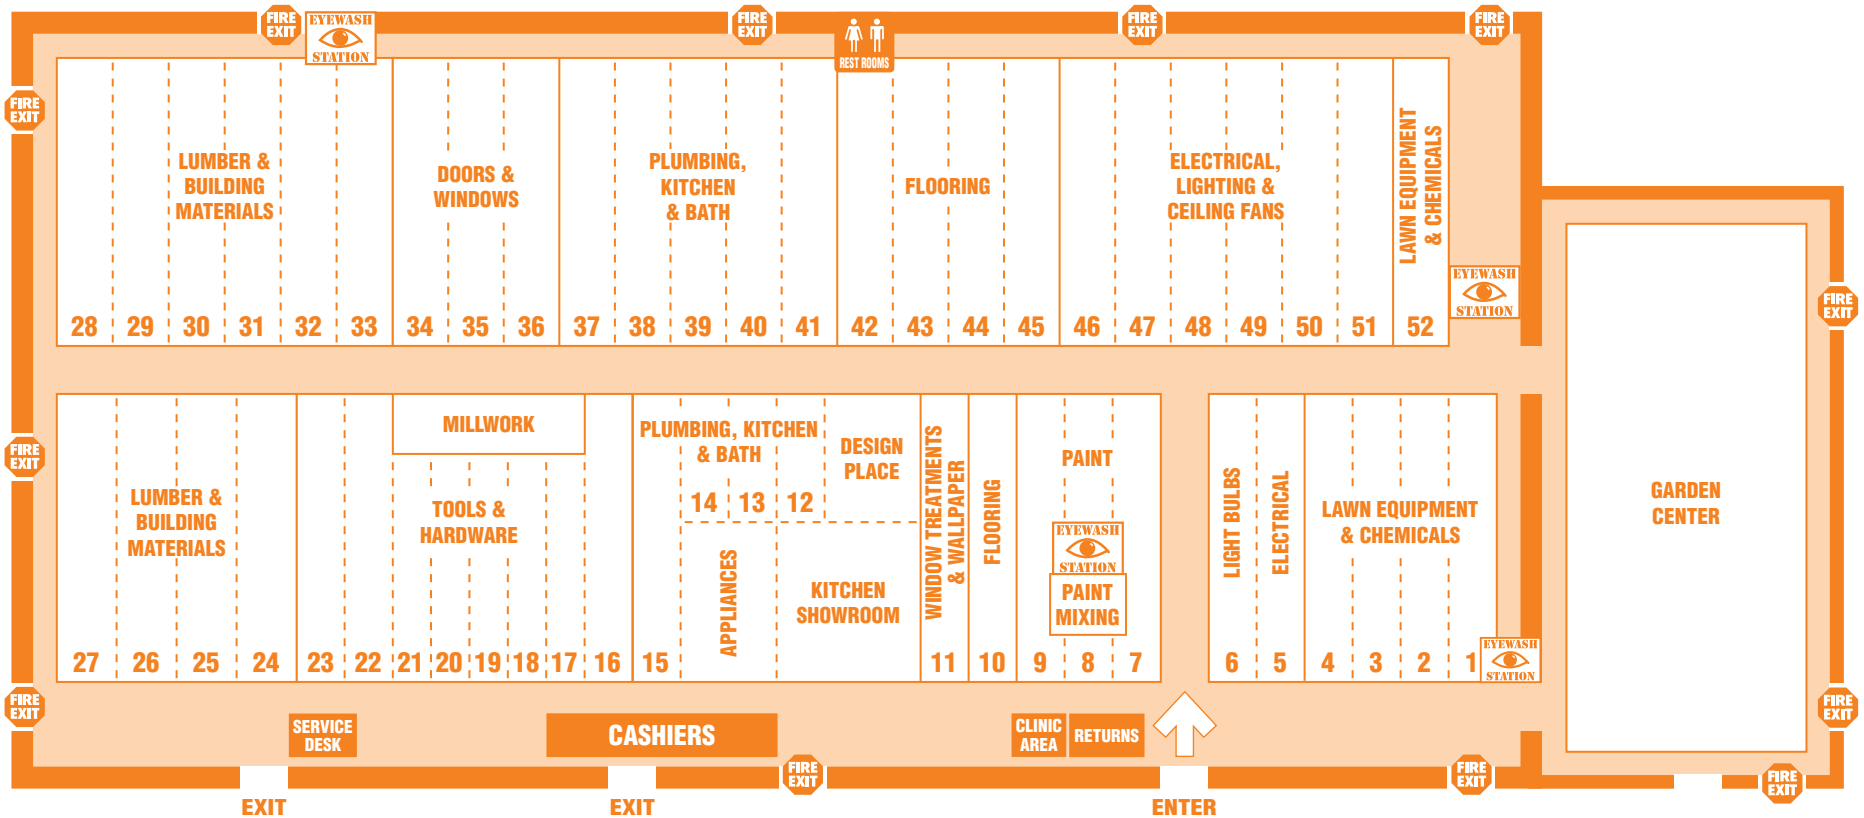 FIRE
EXIT
EYEWASH
STATION
FIRE
EXIT
REST ROOMS
FIRE
EXIT
FIRE
EXIT
FIRE
EXIT
LUMBER &
BUILDING
MATERIALS
DOORS &
WINDOWS
PLUMBING,
KITCHEN
& BATH
FLOORING
ELECTRICAL,
LIGHTING &
CEILING FANS
LAWN EQUIPMENT
& CHEMICALS
EYEWASH
STATION
FIRE
EXIT
28 29 30 31 32 33 34 35 36 37 38 39 40 41 42 43 44 45 46 47 48 49 50 51 52
FIRE
EXIT
LUMBER &
BUILDING
MATERIALS
MILLWORK
TOOLS &
HARDWARE
PLUMBING, KITCHEN
& BATH
14 13 12
DESIGN
PLACE
APPLIANCES
KITCHEN
SHOWROOM
WINDOW TREATMENTS
& WALLPAPER
FLOORING
PAINT
EYEWASH
STATION
PAINT
MIXING
LIGHT BULBS
ELECTRICAL
LAWN EQUIPMENT
& CHEMICALS
GARDEN
CENTER
27 26 25 24 23 22 21 20 19 18 17 16 15 11 10 9 8 7 6 5 4 3 2 1
EYEWASH
STATION
FIRE
EXIT
SERVICE
DESK
CASHIERS
CLINIC
AREA
RETURNS
FIRE
EXIT
FIRE
EXIT
FIRE
EXIT
FIRE
EXIT
EXIT
EXIT
ENTER